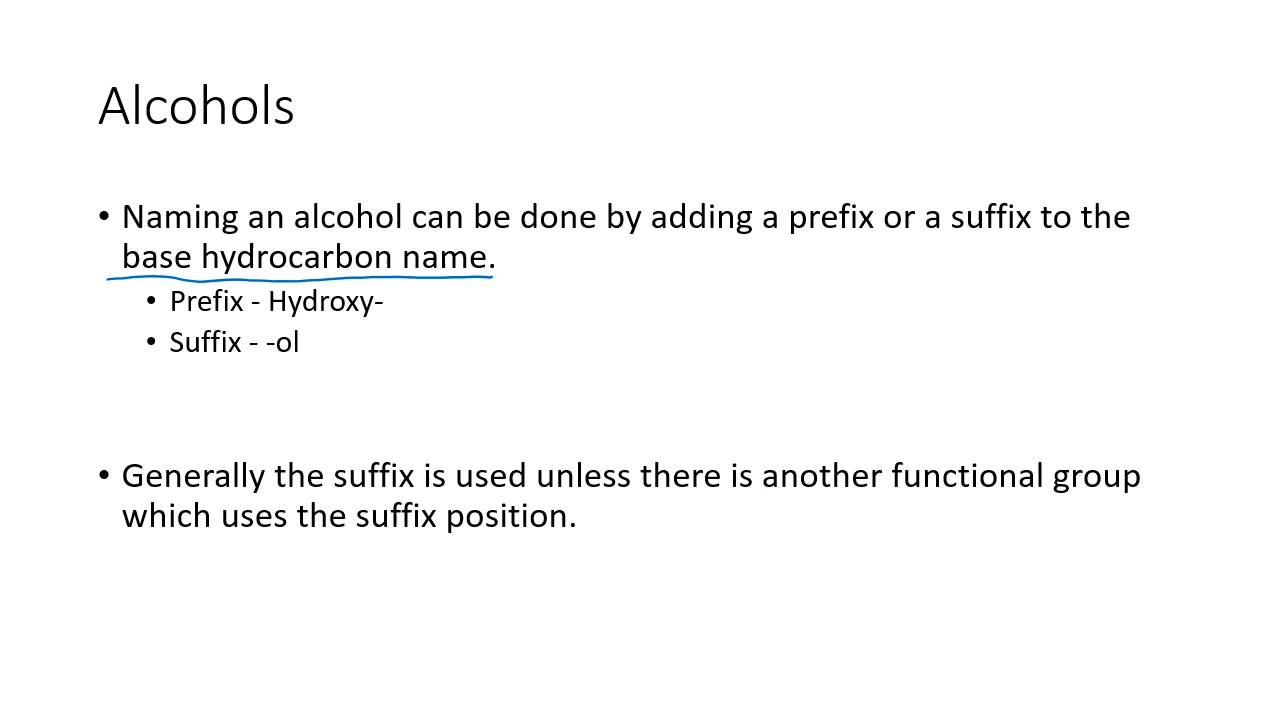 Alcohols
• Naming an alcohol can be done by adding a prefix or a suffix to the
base hydrocarbon name.
• Prefix - Hydroxy-
• Suffix - -ol
• Generally the suffix is used unless there is another functional group
which uses the suffix position.